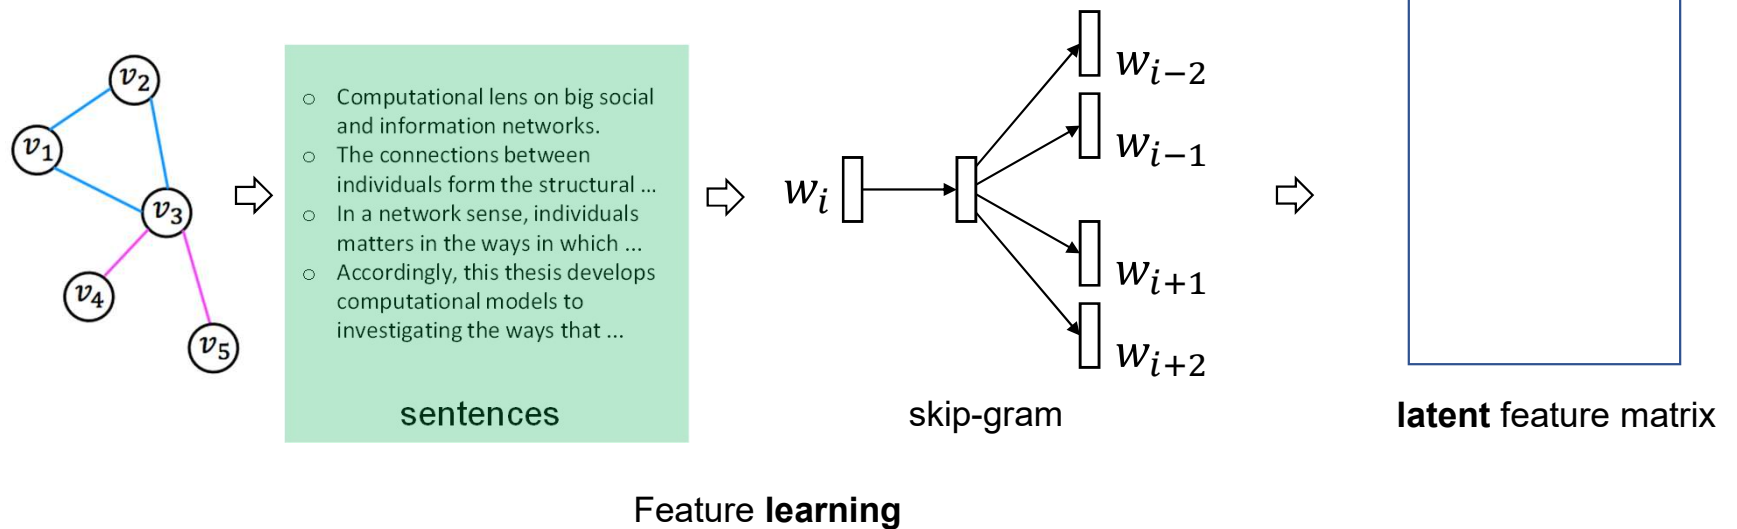 v₂
v₁
v₃
v₄
v₅
○ Computational lens on big social
and information networks.
○ The connections between
individuals form the structural ...
○ In a network sense, individuals
matters in the ways in which ...
○ Accordingly, this thesis develops
computational models to
investigating the ways that ...
sentences
wᵢ
wᵢ₋₂
wᵢ₋₁
wᵢ₊₁
wᵢ₊₂
skip-gram
latent feature matrix
Feature learning